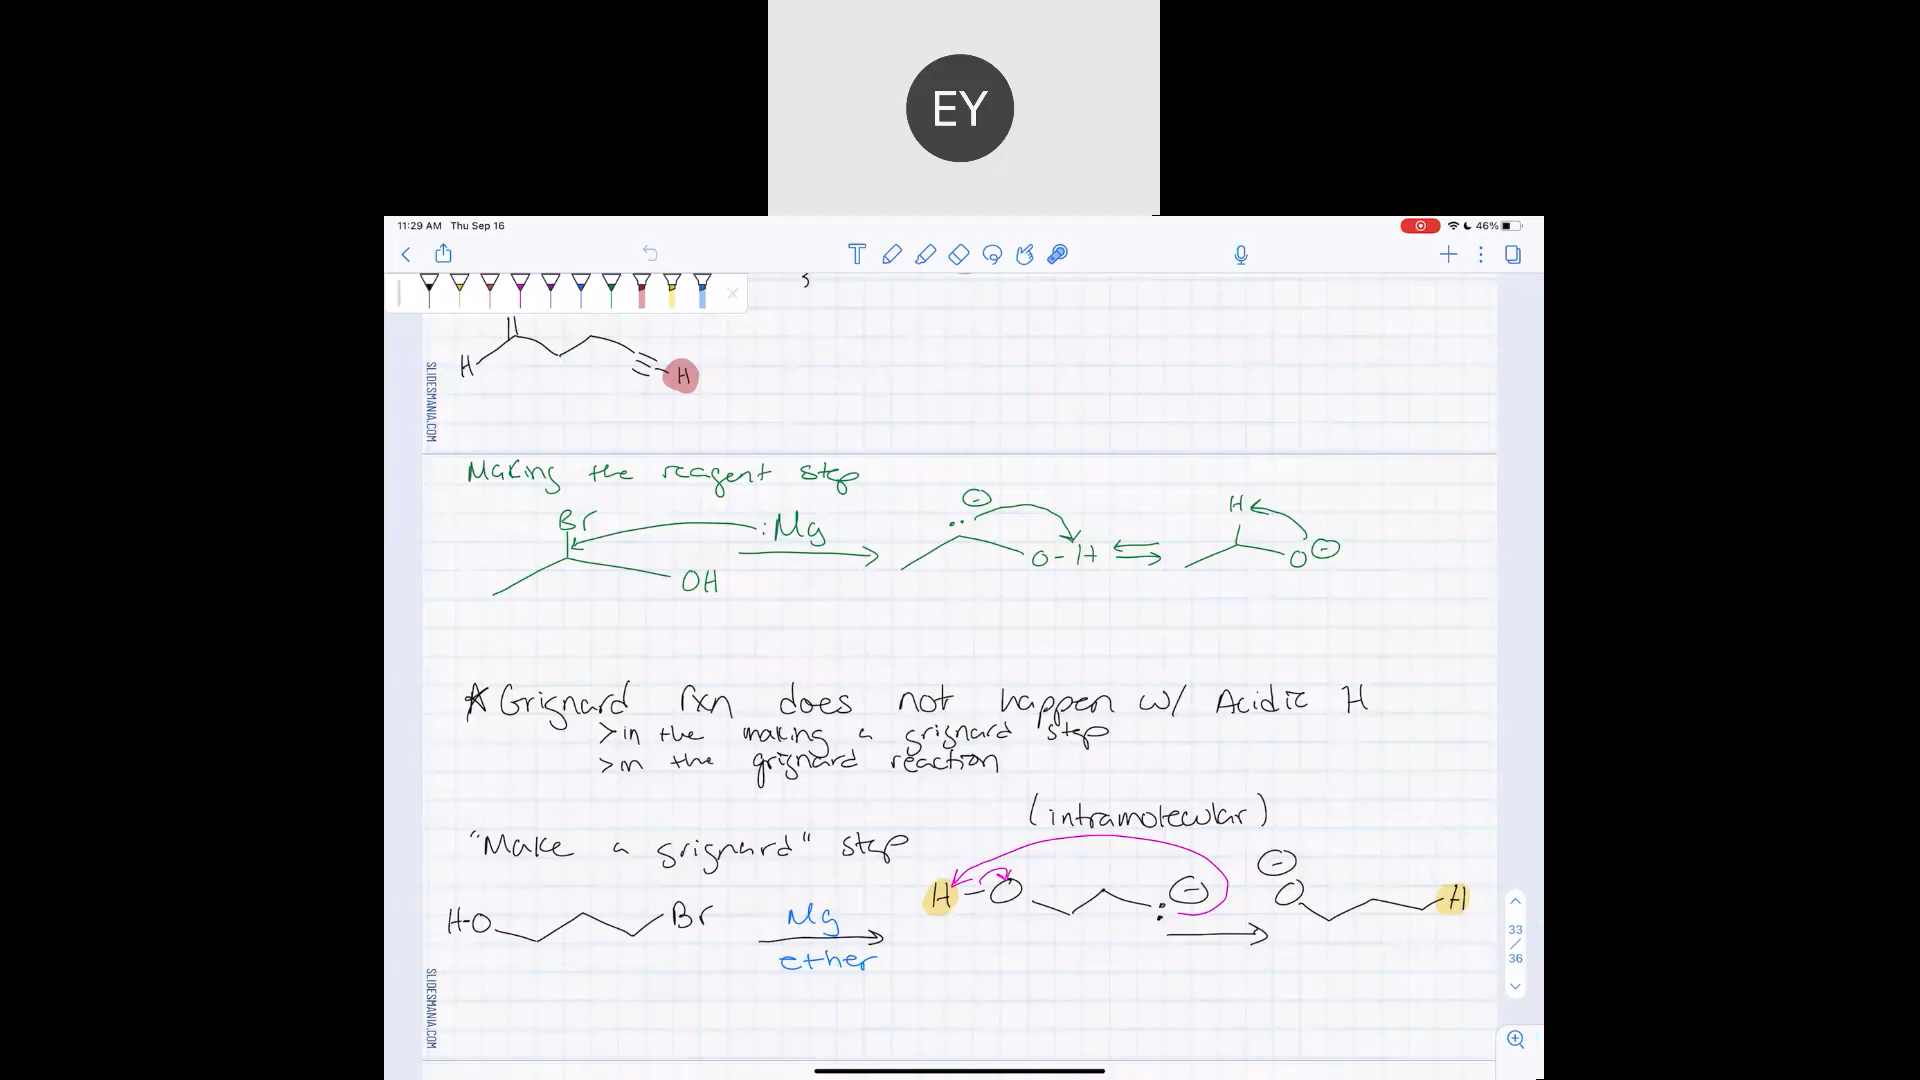 EY
11:29 AM Thu Sep 16
46%
H
H
SLIDESMANIA.COM
Making the reagent step
Br
:Mg
OH
O-H
H
O
*Grignard rxn does not happen w/ Acidic H
>in the making a grignard step
>in the grignard reaction
(intramolecular)
"Make a grignard" step
H-O
Br
Mg
ether
H-O
O
H
33
/
36
SLIDESMANIA.COM